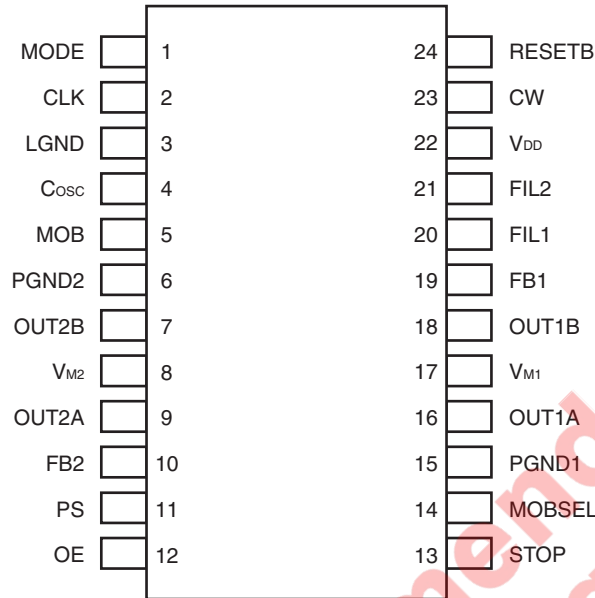 MODE 1 24 RESETB
CLK 2 23 CW
LGND 3 22 VDD
COSC 4 21 FIL2
MOB 5 20 FIL1
PGND2 6 19 FB1
OUT2B 7 18 OUT1B
VM2 8 17 VM1
OUT2A 9 16 OUT1A
FB2 10 15 PGND1
PS 11 14 MOBSEL
OE 12 13 STOP